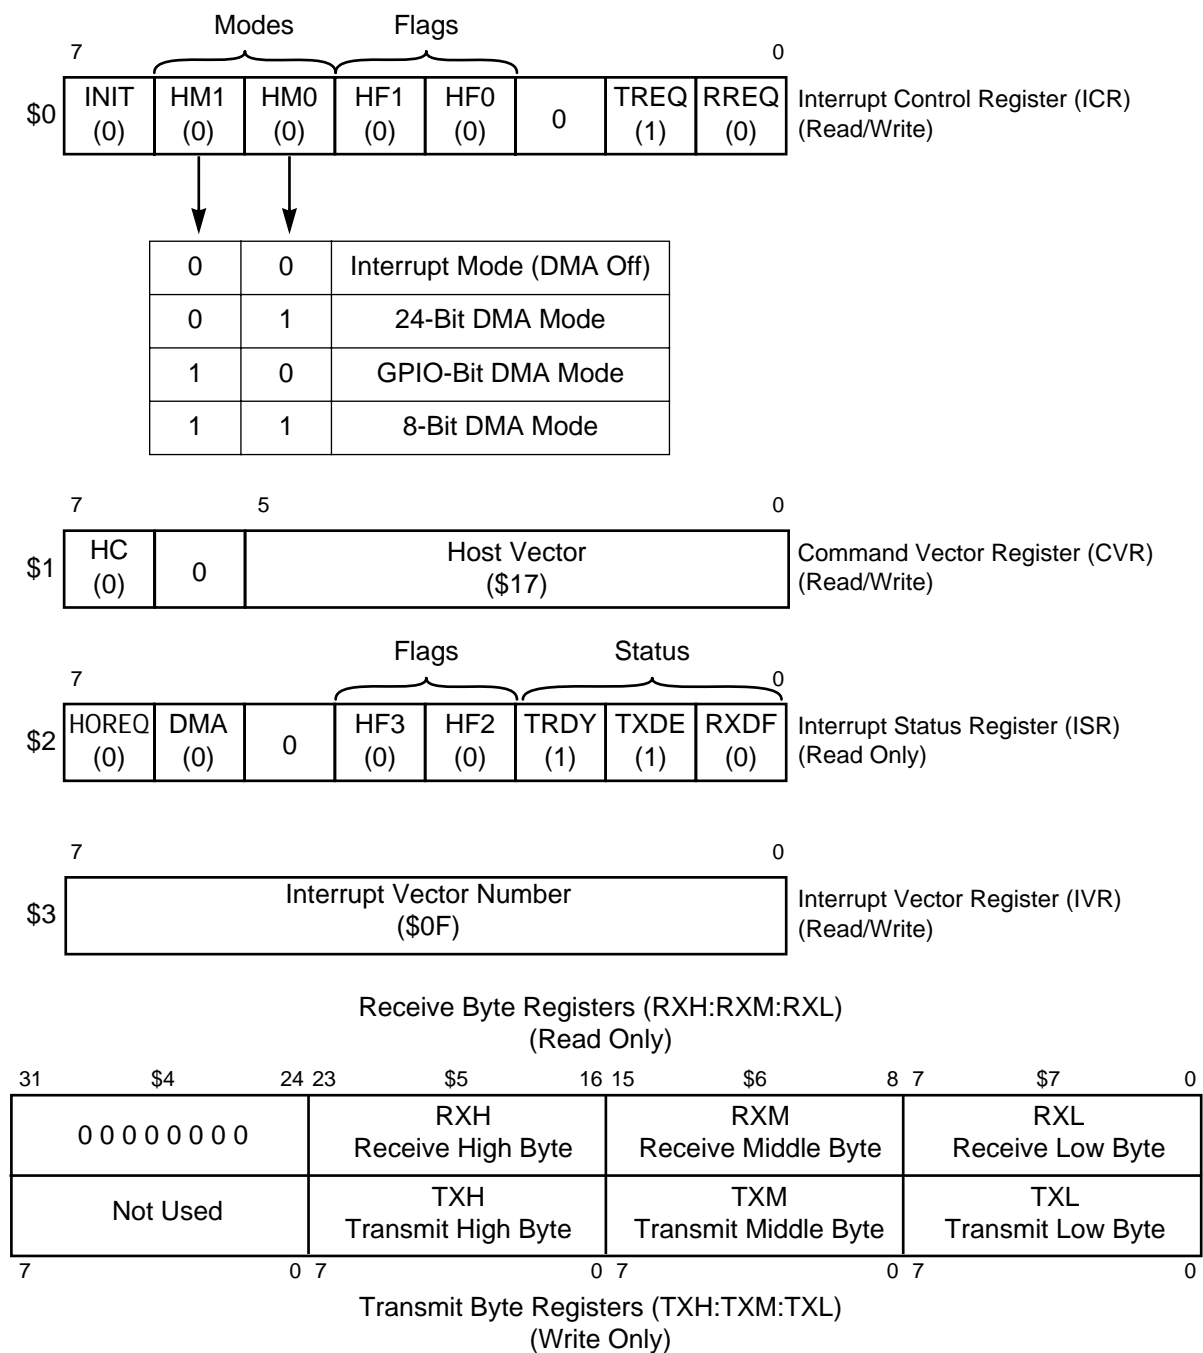 Modes Flags
7 0
$0 INIT (0) HM1 (0) HM0 (0) HF1 (0) HF0 (0) 0 TREQ (1) RREQ (0) Interrupt Control Register (ICR)
(Read/Write)
0 0 Interrupt Mode (DMA Off)
0 1 24-Bit DMA Mode
1 0 GPIO-Bit DMA Mode
1 1 8-Bit DMA Mode
7 5 0
$1 HC (0) 0 Host Vector ($17) Command Vector Register (CVR)
(Read/Write)
Flags Status
7 0
$2 HOREQ (0) DMA (0) 0 HF3 (0) HF2 (0) TRDY (1) TXDE (1) RXDF (0) Interrupt Status Register (ISR)
(Read Only)
7 0
$3 Interrupt Vector Number ($0F) Interrupt Vector Register (IVR)
(Read/Write)
Receive Byte Registers (RXH:RXM:RXL)
(Read Only)
31 $4 24 23 $5 16 15 $6 8 7 $7 0
0 0 0 0 0 0 0 0 RXH Receive High Byte RXM Receive Middle Byte RXL Receive Low Byte
Not Used TXH Transmit High Byte TXM Transmit Middle Byte TXL Transmit Low Byte
7 0 7 0 7 0 7 0
Transmit Byte Registers (TXH:TXM:TXL)
(Write Only)